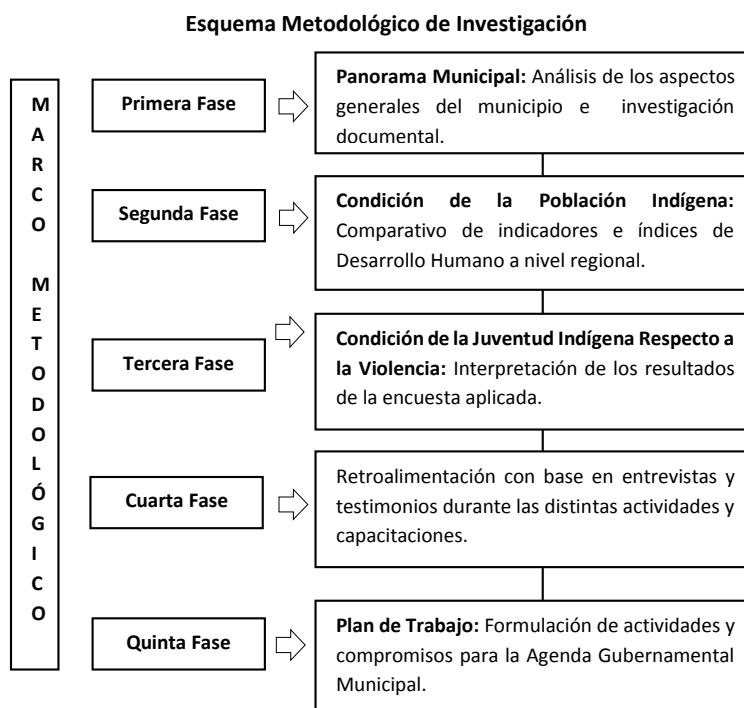 Esquema Metodológico de Investigación
MARCO METODOLÓGICO
Primera Fase
Panorama Municipal: Análisis de los aspectos
generales del municipio e investigación
documental.
Segunda Fase
Condición de la Población Indígena:
Comparativo de indicadores e índices de
Desarrollo Humano a nivel regional.
Tercera Fase
Condición de la Juventud Indígena Respecto a
la Violencia: Interpretación de los resultados
de la encuesta aplicada.
Cuarta Fase
Retroalimentación con base en entrevistas y
testimonios durante las distintas actividades y
capacitaciones.
Quinta Fase
Plan de Trabajo: Formulación de actividades y
compromisos para la Agenda Gubernamental
Municipal.